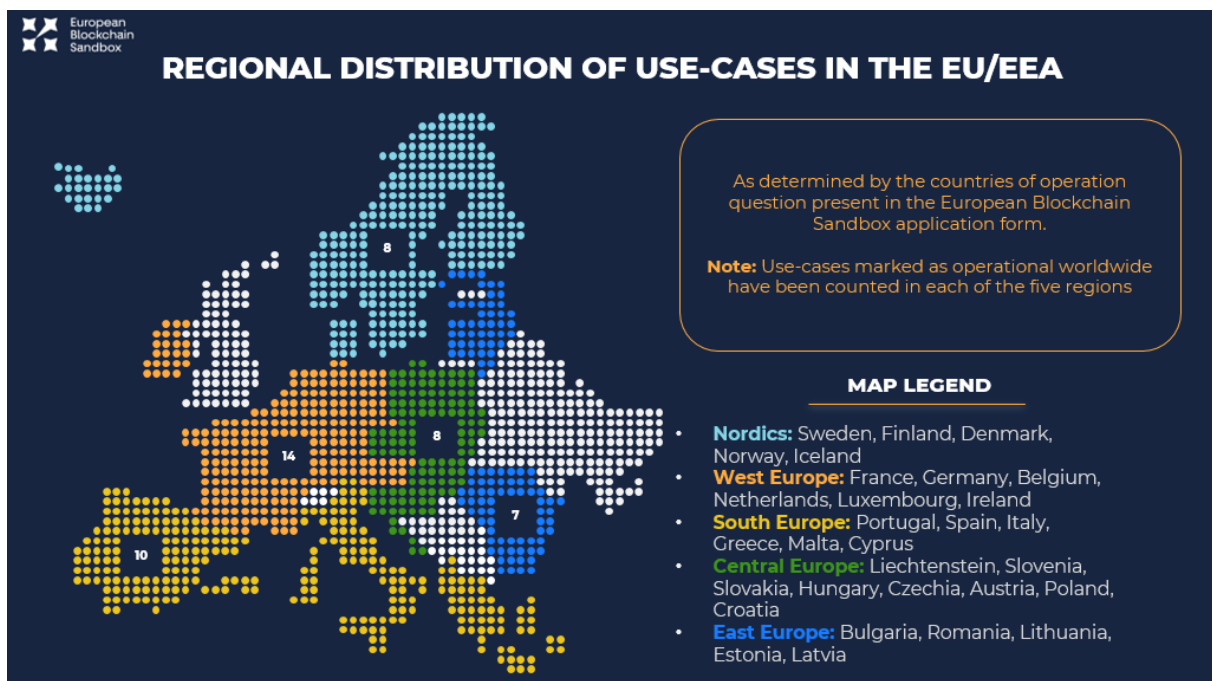 European
Blockchain
Sandbox
REGIONAL DISTRIBUTION OF USE-CASES IN THE EU/EEA
As determined by the countries of operation
question present in the European Blockchain
Sandbox application form.
Note: Use-cases marked as operational worldwide
have been counted in each of the five regions
8
8
14
7
10
MAP LEGEND
• Nordics: Sweden, Finland, Denmark,
Norway, Iceland
• West Europe: France, Germany, Belgium,
Netherlands, Luxembourg, Ireland
• South Europe: Portugal, Spain, Italy,
Greece, Malta, Cyprus
• Central Europe: Liechtenstein, Slovenia,
Slovakia, Hungary, Czechia, Austria, Poland,
Croatia
• East Europe: Bulgaria, Romania, Lithuania,
Estonia, Latvia